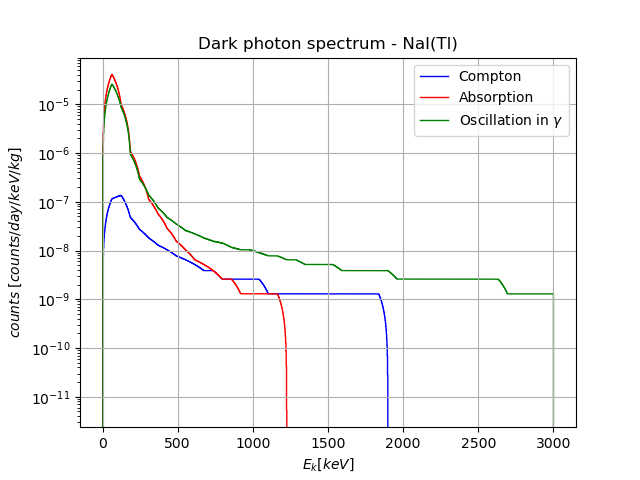 Dark photon spectrum - NaI(Tl)
Compton
Absorption
Oscillation in γ
10⁻⁵
10⁻⁶
10⁻⁷
10⁻⁸
10⁻⁹
10⁻¹⁰
10⁻¹¹
counts [counts/day/keV/kg]
0 500 1000 1500 2000 2500 3000
E_k[keV]